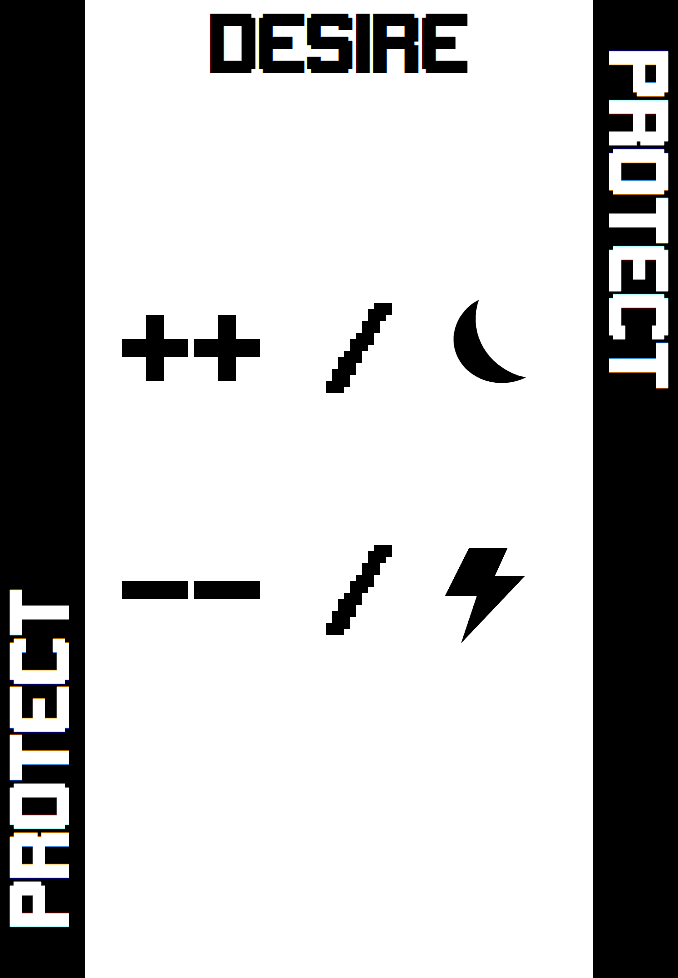 DESIRE
PROTECT
++ /
-- /
PROTECT